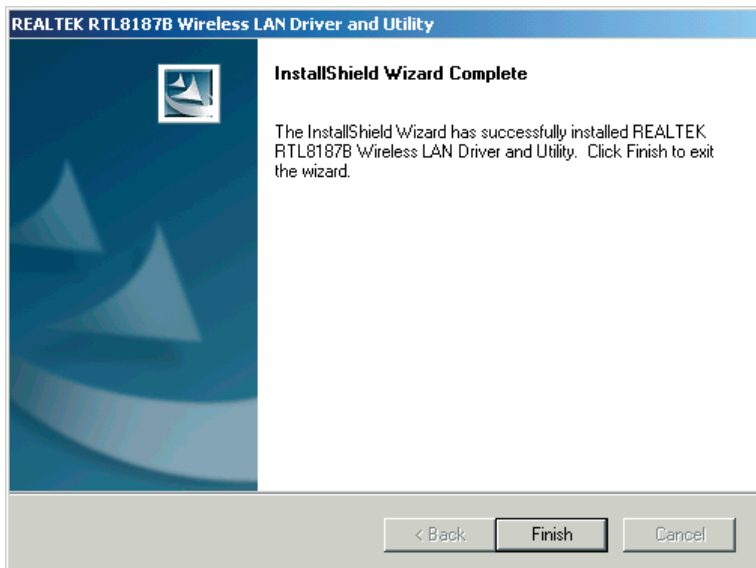 REALTEK RTL8187B Wireless LAN Driver and Utility
InstallShield Wizard Complete
The InstallShield Wizard has successfully installed REALTEK
RTL8187B Wireless LAN Driver and Utility.  Click Finish to exit
the wizard.
< Back
Finish
Cancel